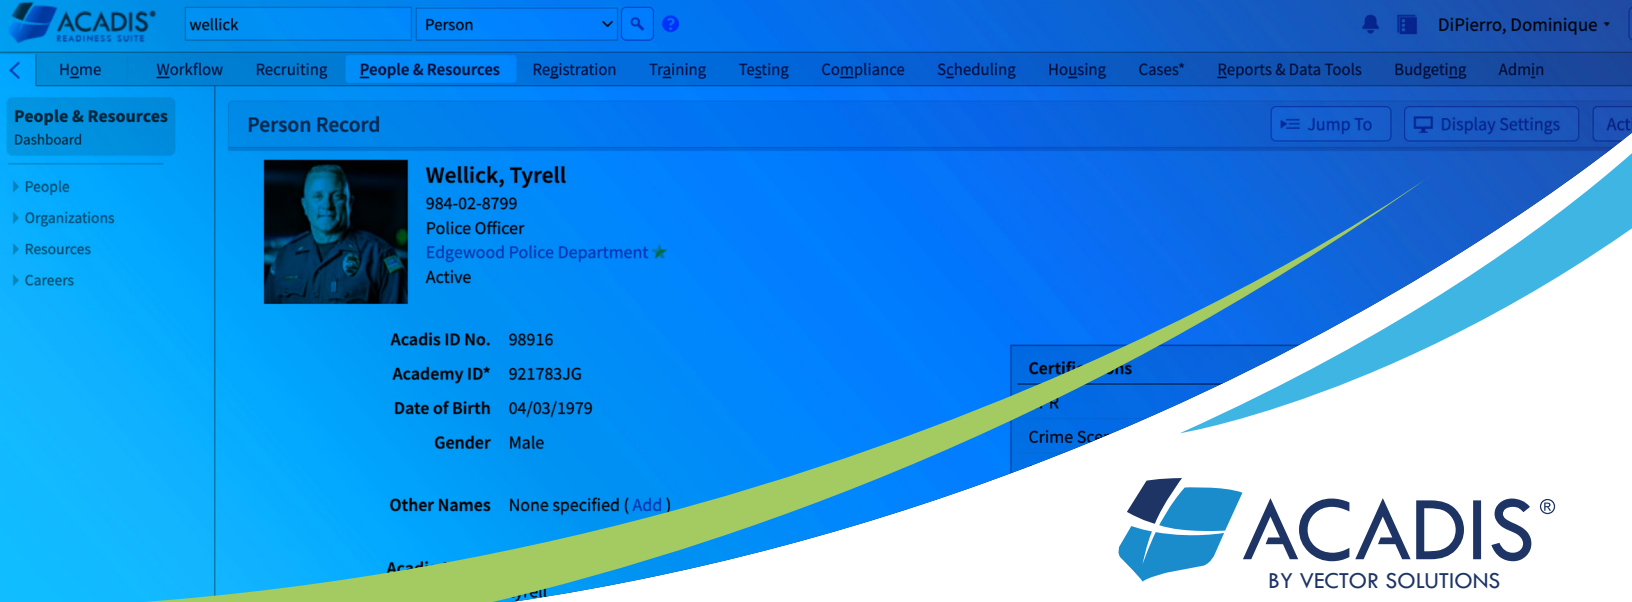 ACADIS®
READINESS SUITE
wellick
Person
?
DiPierro, Dominique
Home
Workflow
Recruiting
People & Resources
Registration
Training
Testing
Compliance
Scheduling
Housing
Cases*
Reports & Data Tools
Budgeting
Admin
People & Resources
Dashboard
People
Organizations
Resources
Careers
Person Record
Jump To
Display Settings
Wellick, Tyrell
984-02-8799
Police Officer
Edgewood Police Department
Active
Acadis ID No. 98916
Academy ID* 921783JG
Date of Birth 04/03/1979
Gender Male
Other Names None specified ( Add )
ACADIS®
BY VECTOR SOLUTIONS